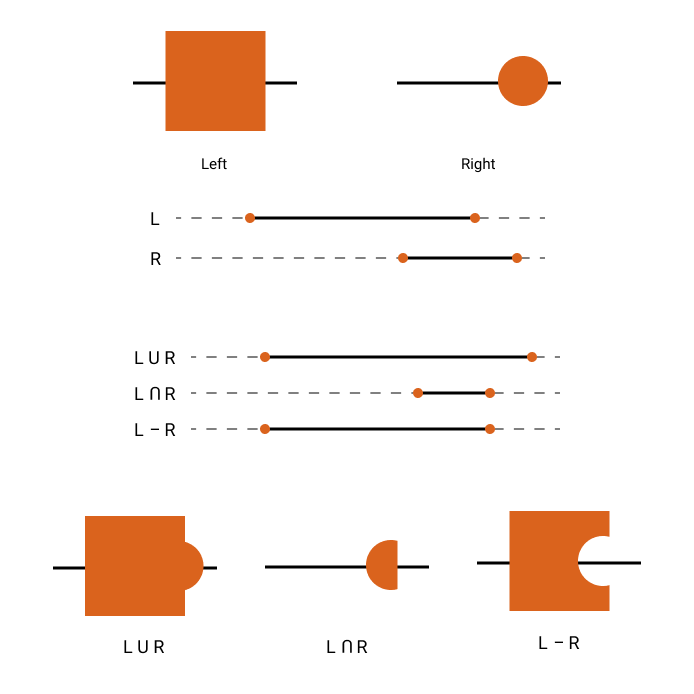 Left Right
L
R
L U R
L ∩ R
L - R
L U R L ∩ R L - R